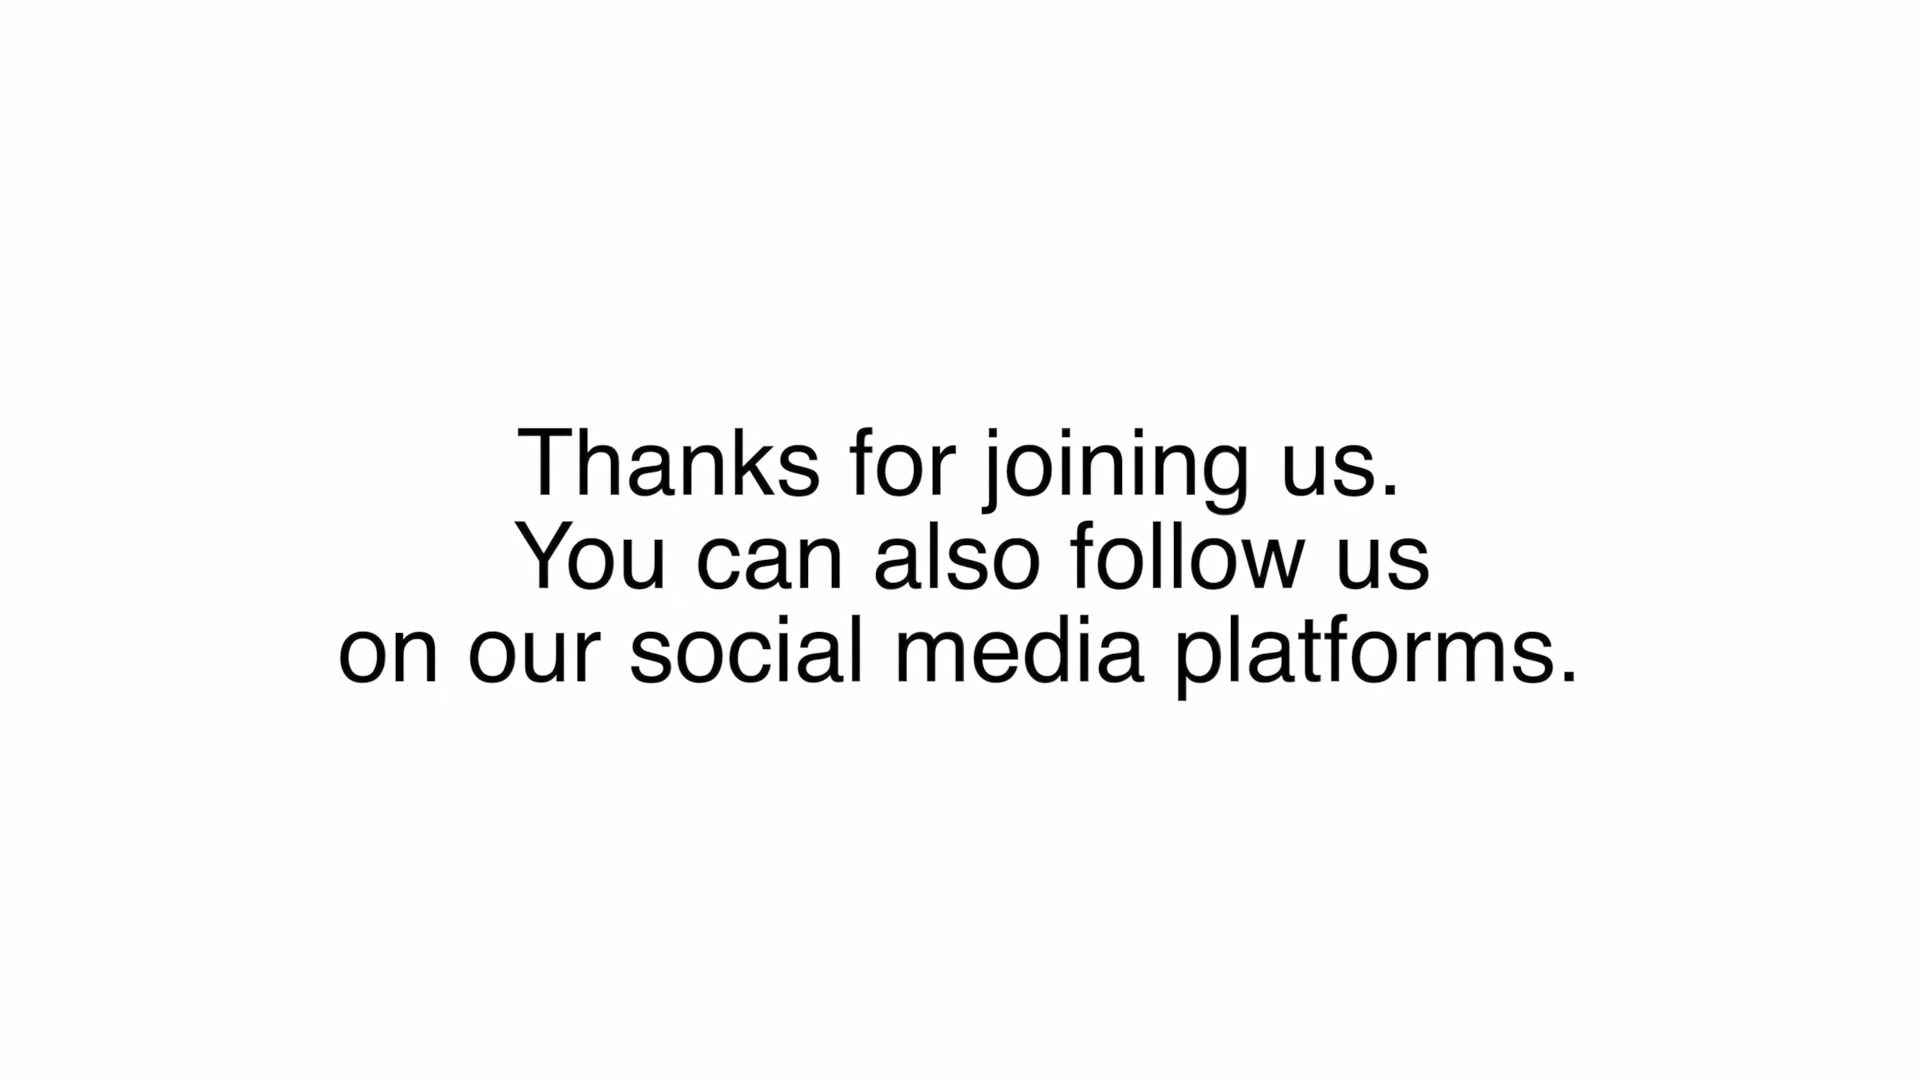 Thanks for joining us.
You can also follow us
on our social media platforms.